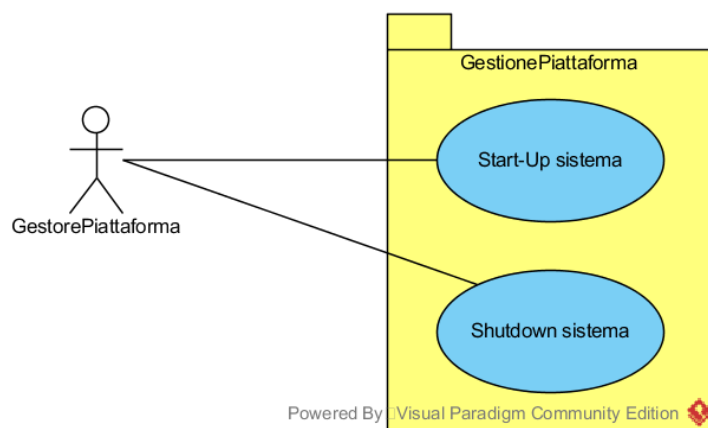 GestionePiattaforma
Start-Up sistema
GestorePiattaforma
Shutdown sistema
Powered By Visual Paradigm Community Edition